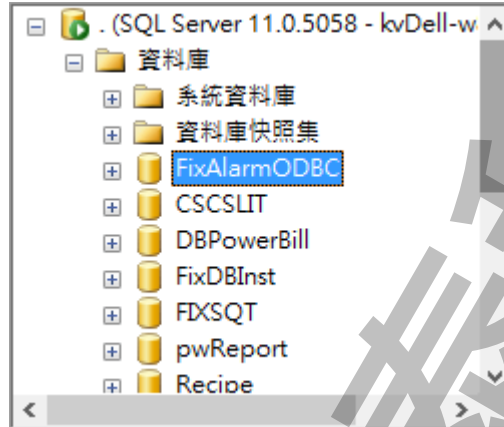 . (SQL Server 11.0.5058 - kvDell-w
資料庫
系統資料庫
資料庫快照集
FixAlarmODBC
CSCSLIT
DBPowerBill
FixDBInst
FIXSQT
pwReport
Recipe